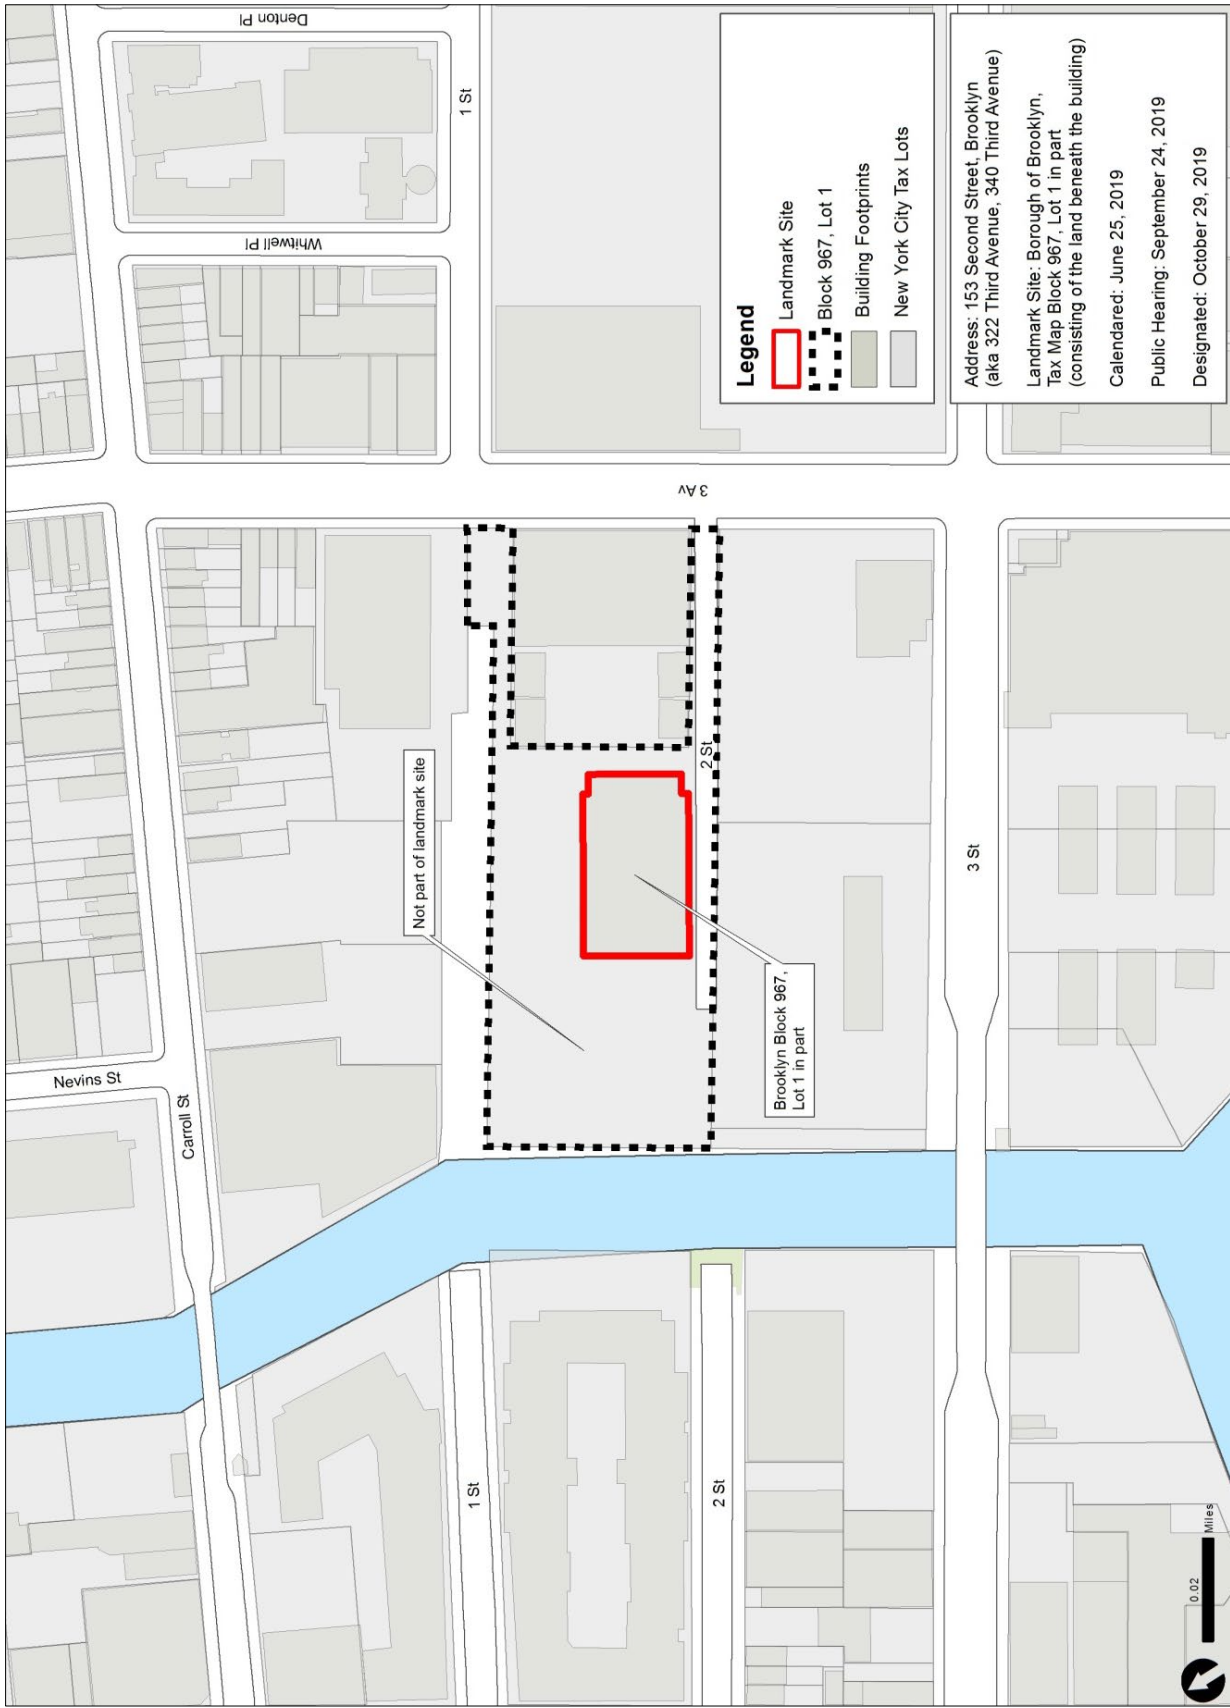 Nevins St
Carroll St
Whitwell Pl
Denton Pl
1 St
1 St
3 Av
Not part of landmark site
2 St
2 St
Brooklyn Block 967,
Lot 1 in part
3 St
0.02
Miles
Legend
Landmark Site
Block 967, Lot 1
Building Footprints
New York City Tax Lots
Address: 153 Second Street, Brooklyn
(aka 322 Third Avenue, 340 Third Avenue)
Landmark Site: Borough of Brooklyn,
Tax Map Block 967, Lot 1 in part
(consisting of the land beneath the building)
Calendared: June 25, 2019
Public Hearing: September 24, 2019
Designated: October 29, 2019